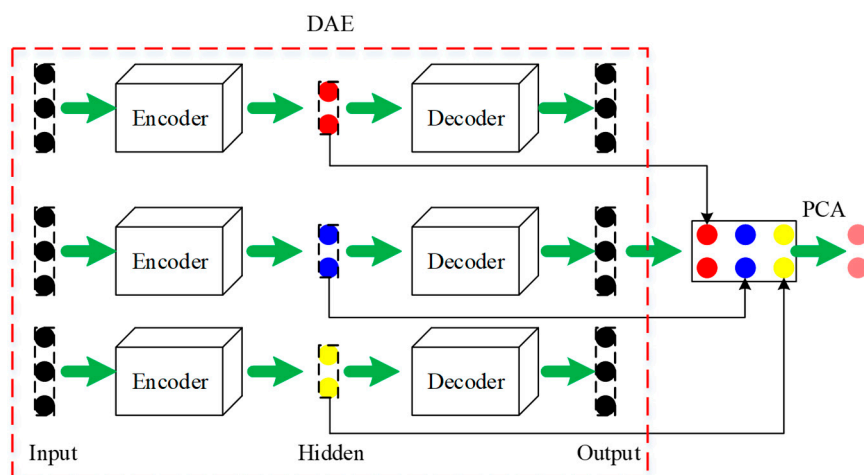 DAE
Encoder
Decoder
PCA
Encoder
Decoder
Encoder
Decoder
Input
Hidden
Output